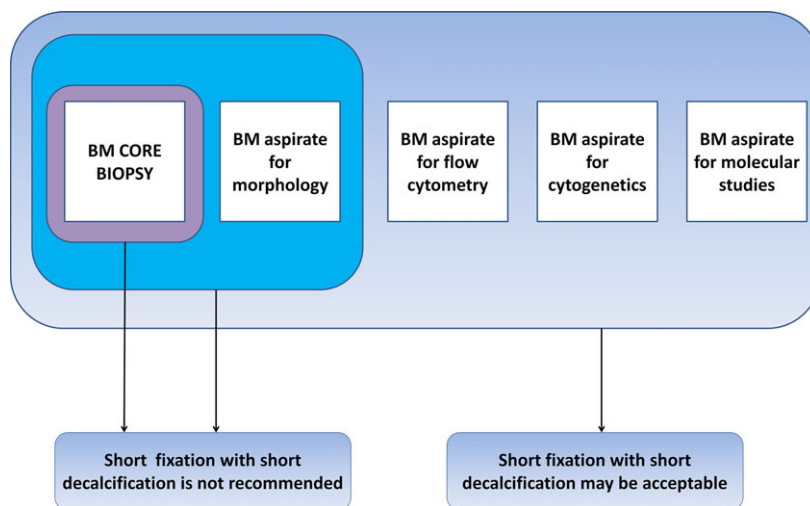 BM CORE
BIOPSY
BM aspirate
for
morphology
BM aspirate
for flow
cytometry
BM aspirate
for
cytogenetics
BM aspirate
for molecular
studies
Short fixation with short
decalcification is not recommended
Short fixation with short
decalcification may be acceptable